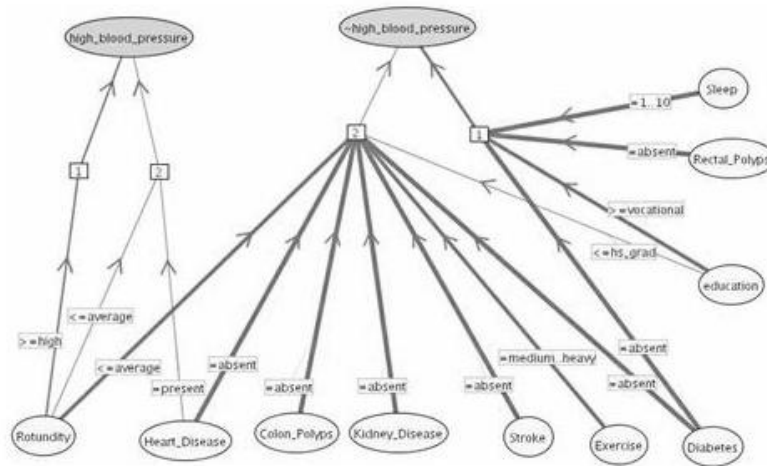 high_blood_pressure
~high_blood_pressure
Sleep
=1..10
2
1
=absent
Rectal_Polyps
1
2
>=vocational
<=hs_grad
education
<=average
>=high
<=average
=absent
=medium..heavy
=absent
=present
=absent
=absent
=absent
=absent
Rotundity
Heart_Disease
Colon_Polyps
Kidney_Disease
Stroke
Exercise
Diabetes